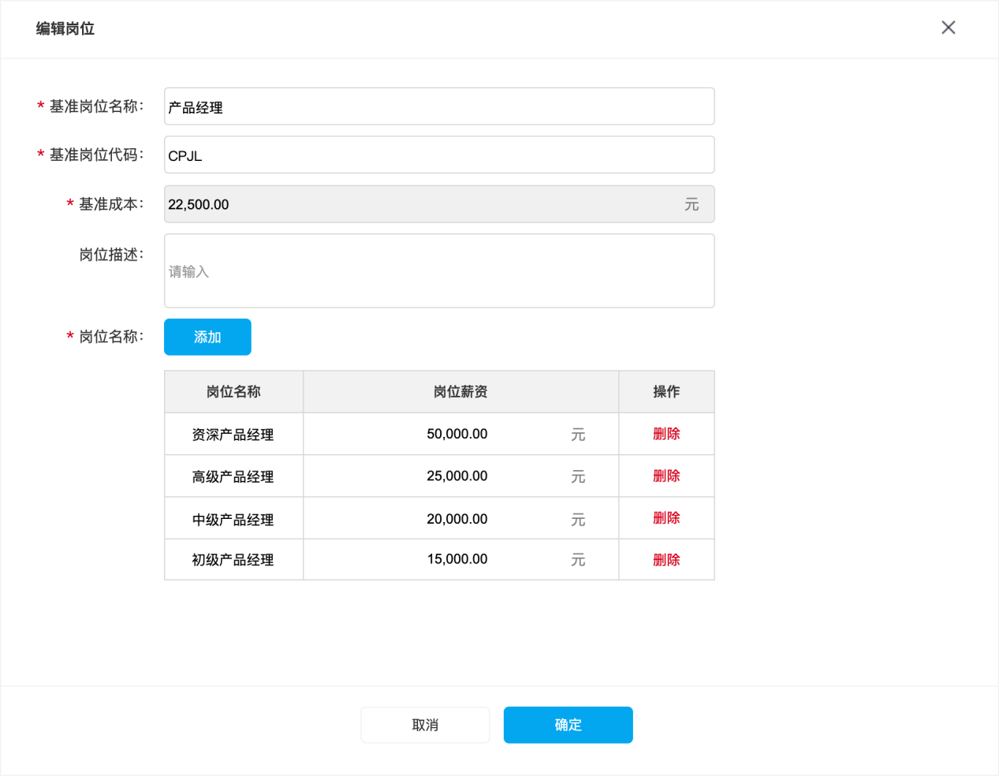 编辑岗位
* 基准岗位名称: 产品经理
* 基准岗位代码: CPJL
* 基准成本: 22,500.00 元
岗位描述: 请输入
* 岗位名称: 添加
岗位名称 岗位薪资 操作
资深产品经理 50,000.00 元 删除
高级产品经理 25,000.00 元 删除
中级产品经理 20,000.00 元 删除
初级产品经理 15,000.00 元 删除
取消 确定